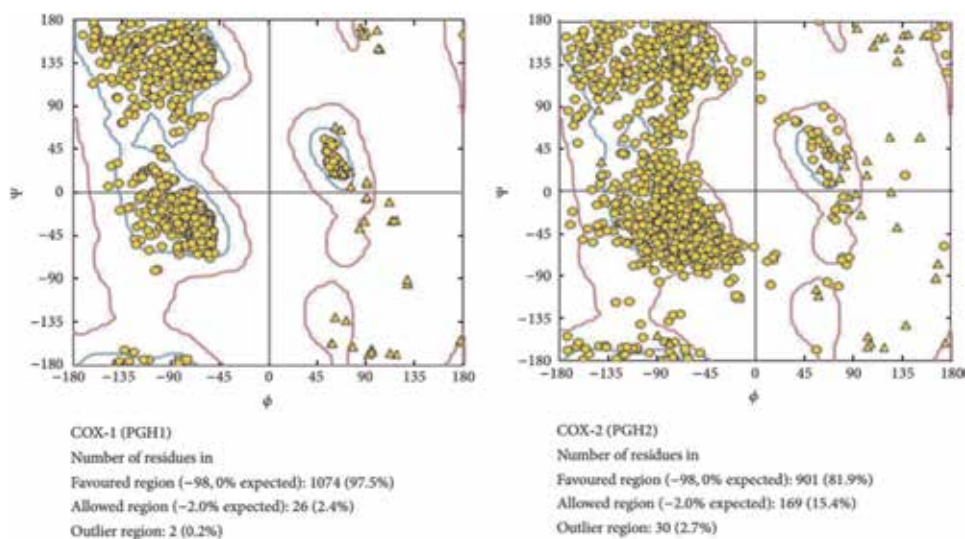 180
135
90
45
0
−45
−90
−135
−180
Ψ
−180 −135 −90 −45 0 45 90 135 180
ϕ
COX-1 (PGH1)
Number of residues in
Favoured region (−98, 0% expected): 1074 (97.5%)
Allowed region (−2.0% expected): 26 (2.4%)
Outlier region: 2 (0.2%)
180
135
90
45
0
−45
−90
−135
−180
Ψ
−180 −135 −90 −45 0 45 90 135 180
ϕ
COX-2 (PGH2)
Number of residues in
Favoured region (−98, 0% expected): 901 (81.9%)
Allowed region (−2.0% expected): 169 (15.4%)
Outlier region: 30 (2.7%)